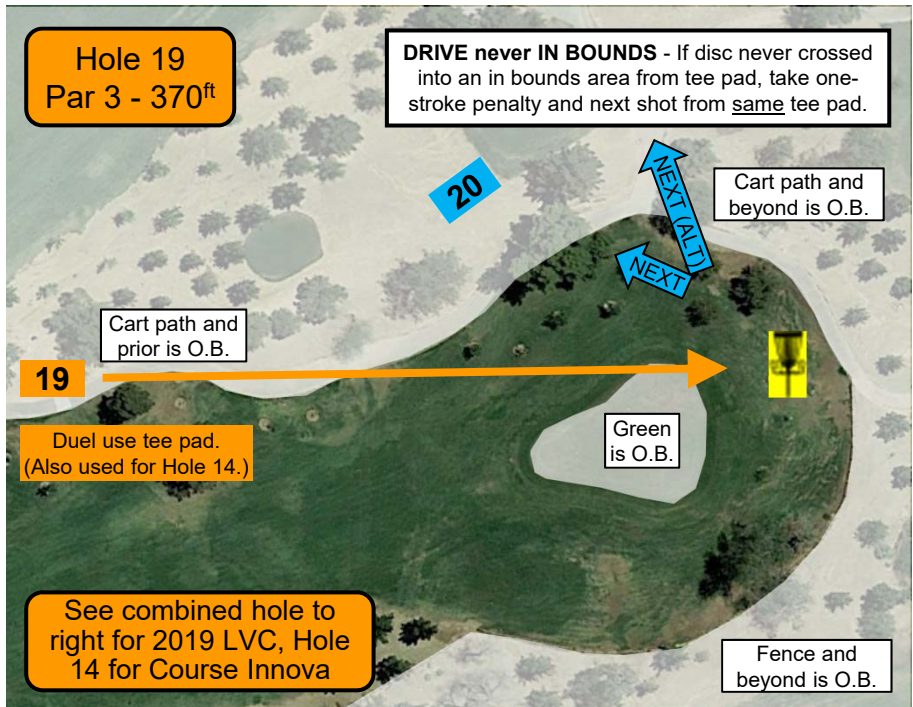 Hole 19
Par 3 - 370ft
DRIVE never IN BOUNDS - If disc never crossed
into an in bounds area from tee pad, take one-
stroke penalty and next shot from same tee pad.
20
NEXT (ALT)
NEXT
Cart path and
beyond is O.B.
Cart path and
prior is O.B.
19
Duel use tee pad.
(Also used for Hole 14.)
Green
is O.B.
See combined hole to
right for 2019 LVC, Hole
14 for Course Innova
Fence and
beyond is O.B.